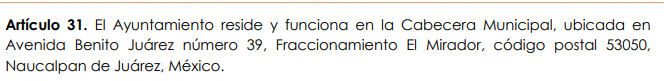 Artículo 31. El Ayuntamiento reside y funciona en la Cabecera Municipal, ubicada en
Avenida Benito Juárez número 39, Fraccionamiento El Mirador, código postal 53050,
Naucalpan de Juárez, México.